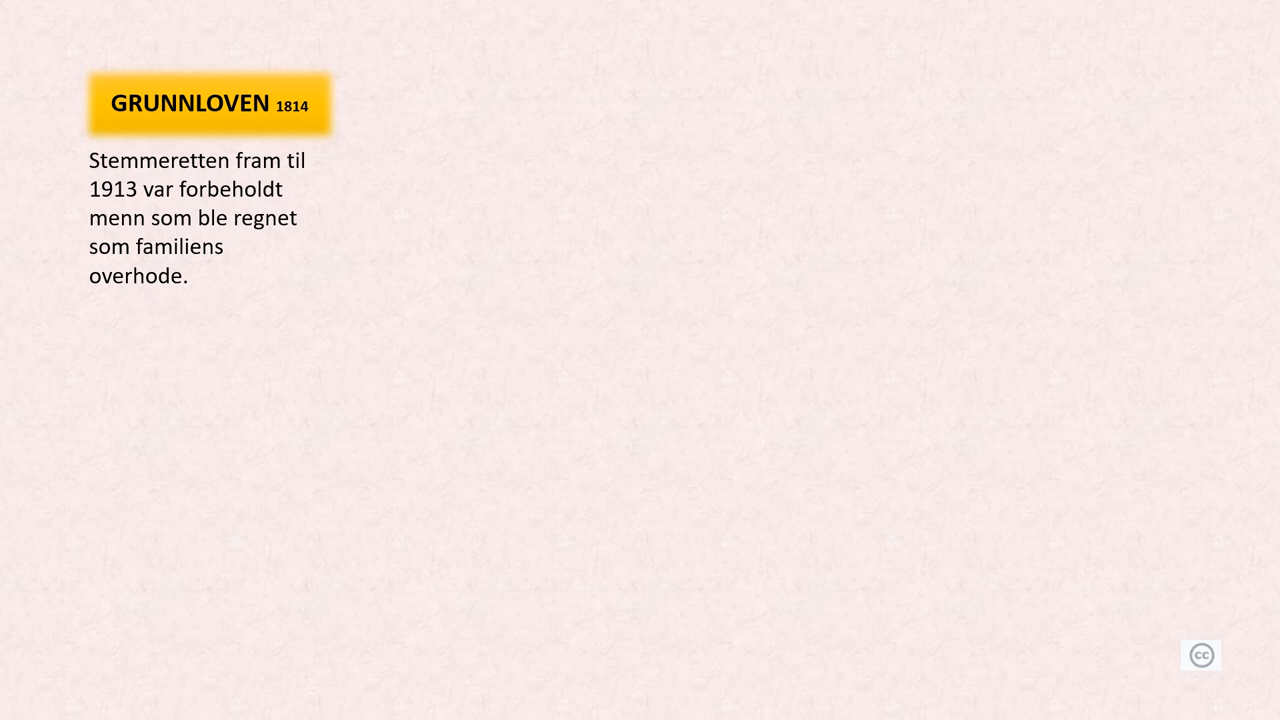 GRUNNLOVEN 1814
Stemmeretten fram til
1913 var forbeholdt
menn som ble regnet
som familiens
overhode.
cc